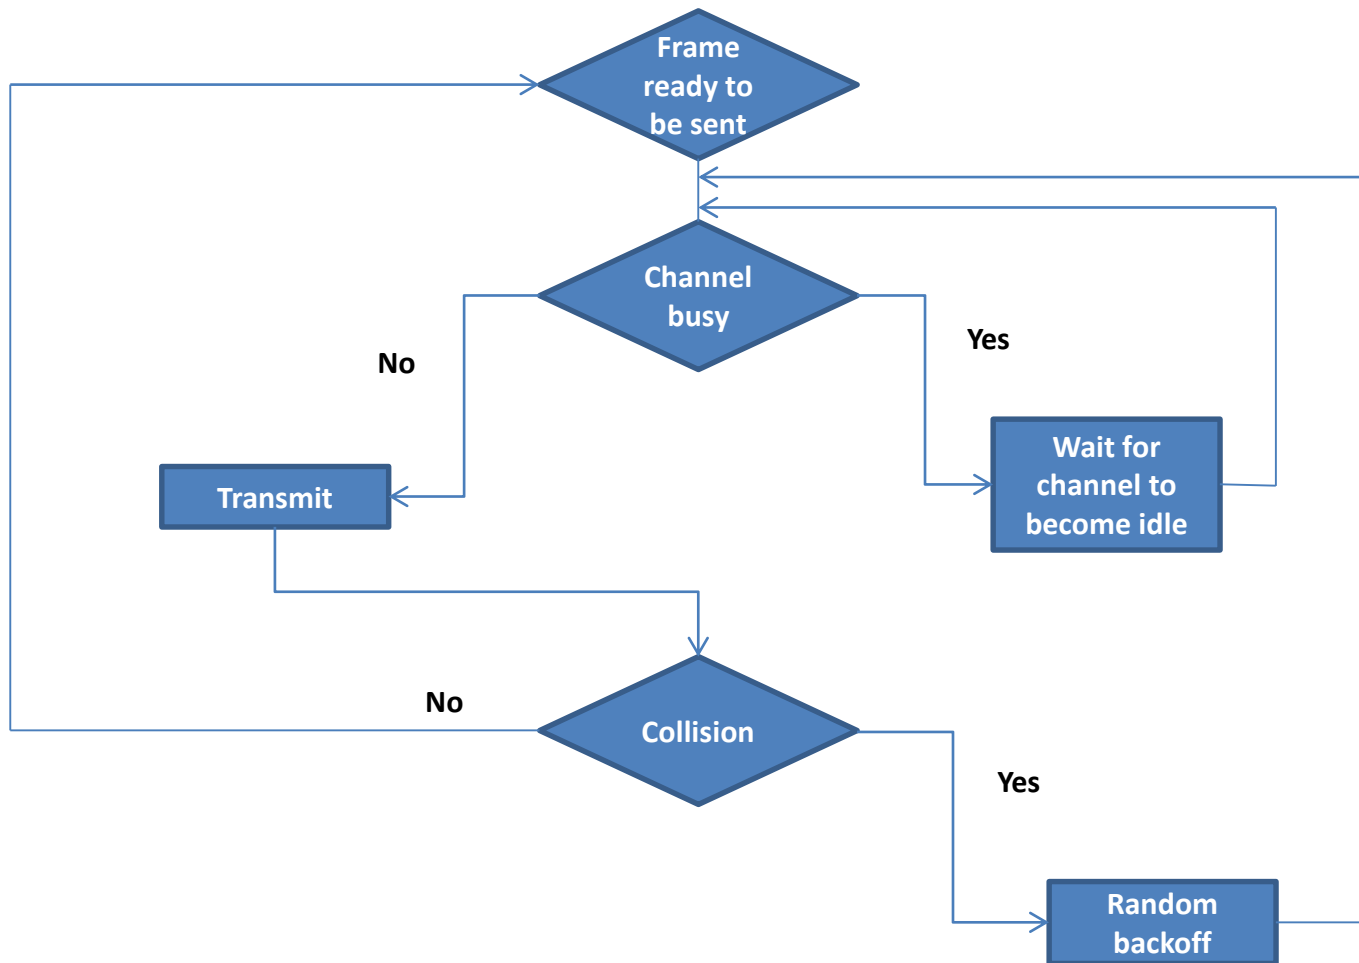 Frame
ready to
be sent
Channel
busy
No
Yes
Transmit
Wait for
channel to
become idle
No
Collision
Yes
Random
backoff